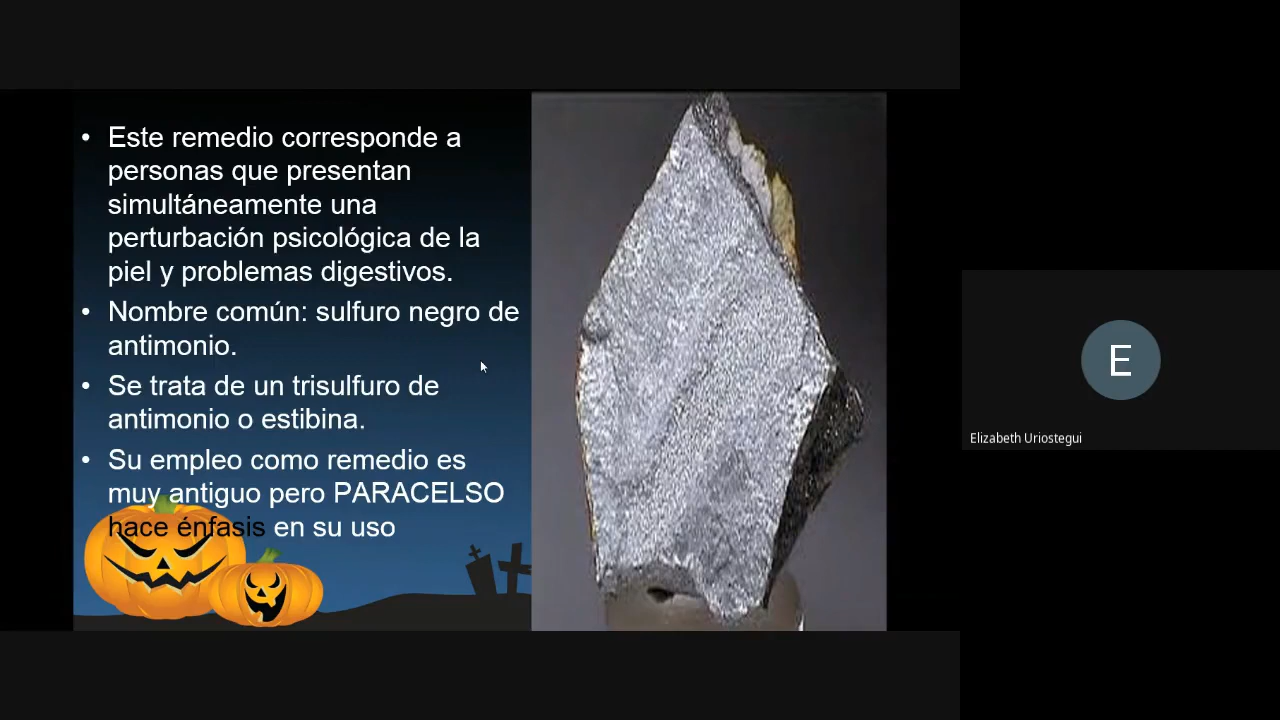 • Este remedio corresponde a
personas que presentan
simultáneamente una
perturbación psicológica de la
piel y problemas digestivos.
• Nombre común: sulfuro negro de
antimonio.
• Se trata de un trisulfuro de
antimonio o estibina.
• Su empleo como remedio es
muy antiguo pero PARACELSO
hace énfasis en su uso
E
Elizabeth Uriostegui